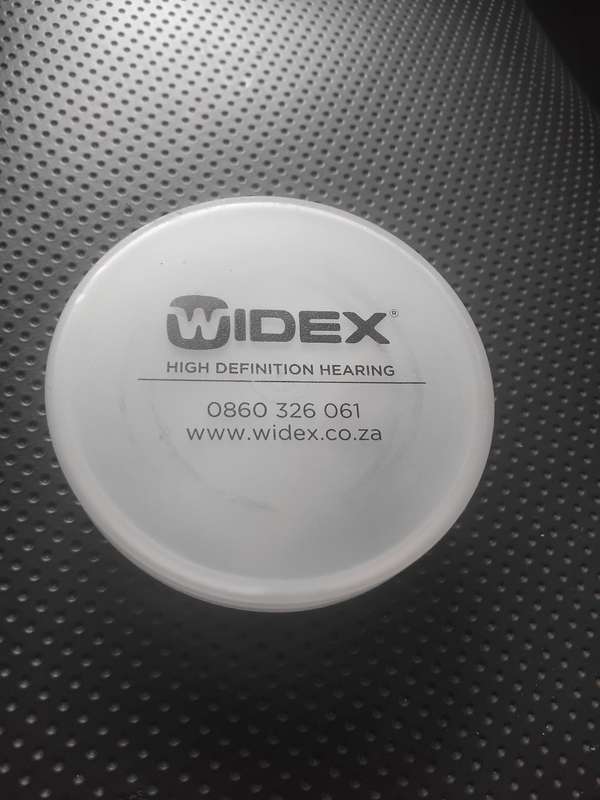 WIDEX®
HIGH DEFINITION HEARING
0860 326 061
www.widex.co.za